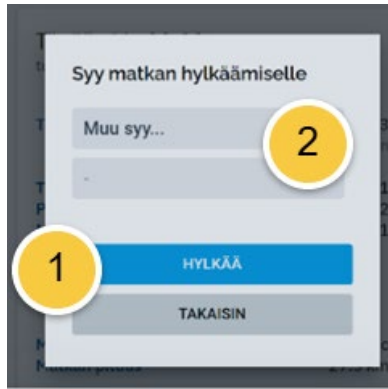 Syy matkan hylkäämiselle
Muu syy...
2
-
1
HYLKÄÄ
TAKAISIN